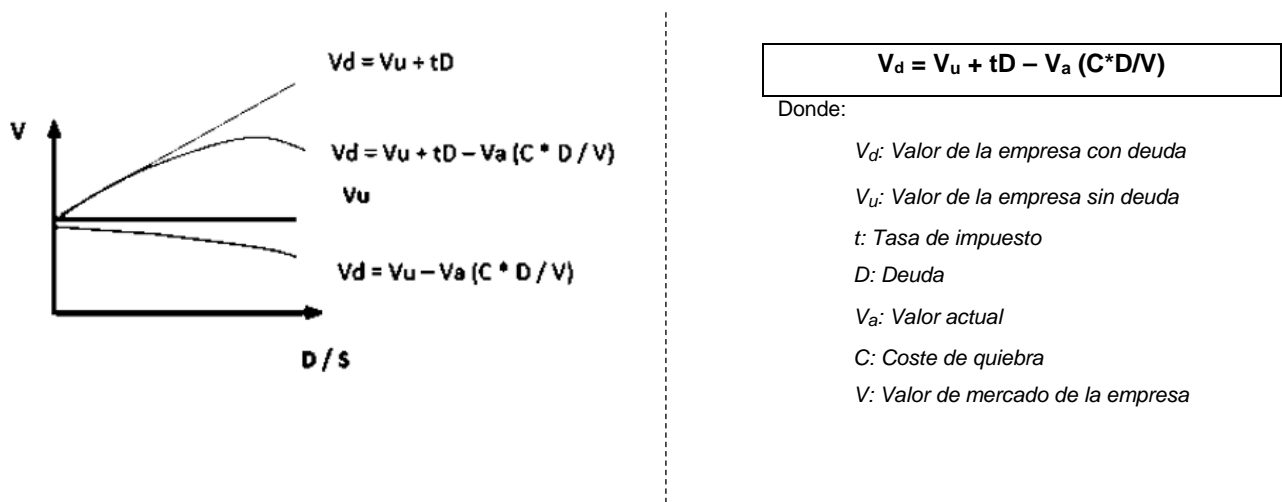 Vd = Vu + tD
V
Vd = Vu + tD – Va (C * D / V)
Vu
Vd = Vu – Va (C * D / V)
D / S
Vd = Vu + tD – Va (C*D/V)
Donde:
Vd: Valor de la empresa con deuda
Vu: Valor de la empresa sin deuda
t: Tasa de impuesto
D: Deuda
Va: Valor actual
C: Coste de quiebra
V: Valor de mercado de la empresa